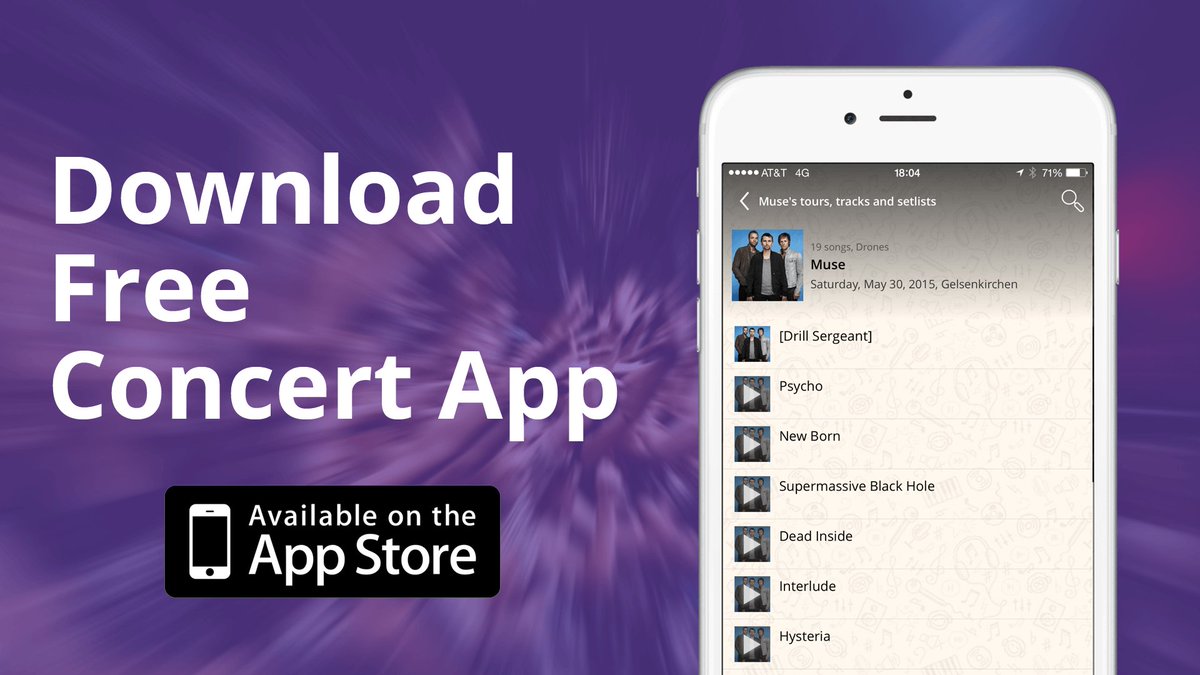 Download
Free
Concert App
Available on the
App Store
AT&T 4G 18:04 71%
Muse's tours, tracks and setlists
19 songs, Drones
Muse
Saturday, May 30, 2015, Gelsenkirchen
[Drill Sergeant]
Psycho
New Born
Supermassive Black Hole
Dead Inside
Interlude
Hysteria